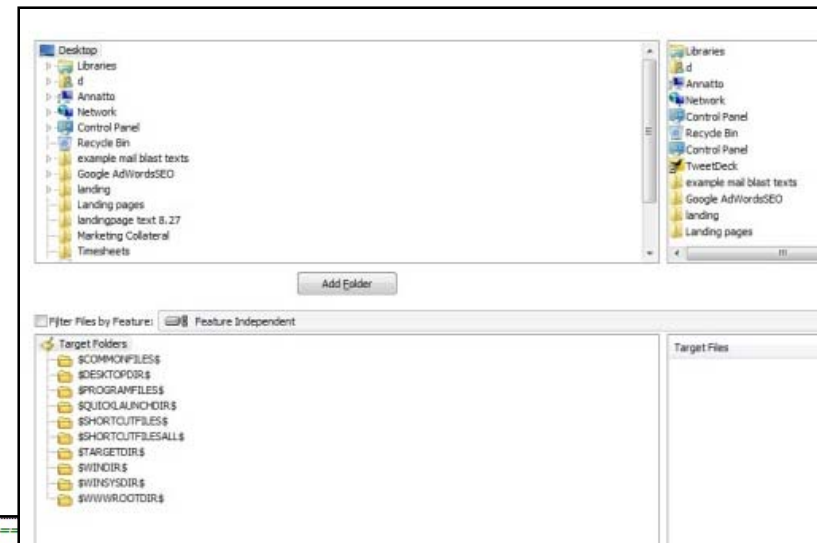 Desktop
Libraries
d
Annatto
Network
Control Panel
Recycle Bin
example mail blast texts
Google AdWordsSEO
landing
Landing pages
landingpage text 8.27
Marketing Collateral
Timesheets
Libraries
d
Annatto
Network
Control Panel
Recycle Bin
Control Panel
TweetDeck
example mail blast texts
Google AdWordsSEO
landing
Landing pages
Add Folder
Filter Files by Feature: Feature Independent
Target Folders
$COMMONFILES$
$DESKTOPDIR$
$PROGRAMFILES$
$QUICKLAUNCHDIR$
$SHORTCUTFILES$
$SHORTCUTFILESALL$
$TARGETDIR$
$WINDIR$
$WINSYSDIR$
$WWWROOTDIR$
Target Files
==